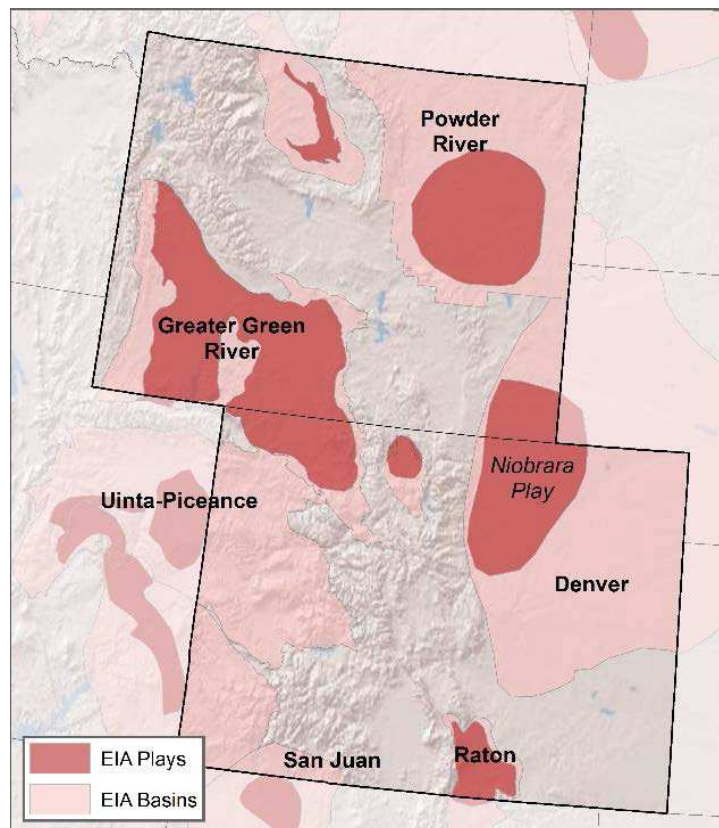 Powder
River
Greater Green
River
Niobrara
Play
Uinta-Piceance
Denver
San Juan
Raton
EIA Plays
EIA Basins